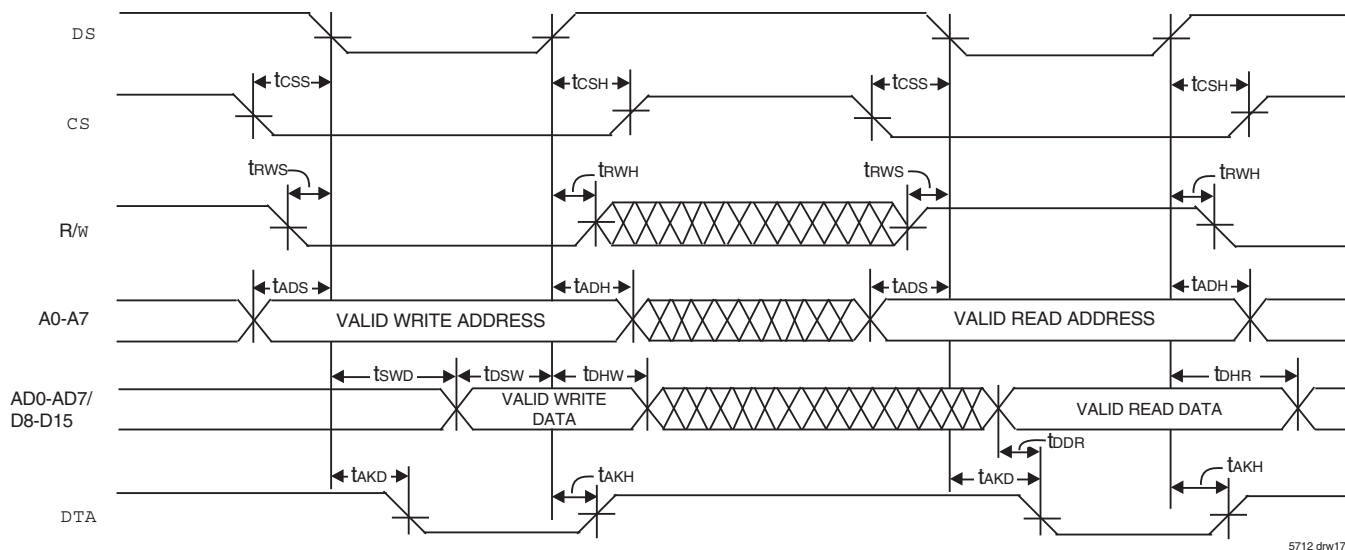 DS
tCSS
tCSH
tCSS
tCSH
CS
tRWS
tRWH
tRWS
tRWH
R/W
tADS
tADH
tADS
tADH
A0-A7
VALID WRITE ADDRESS
VALID READ ADDRESS
tSWD
tDSW
tDHW
tDHR
AD0-AD7/
D8-D15
VALID WRITE
DATA
VALID READ DATA
tDDR
tAKD
tAKH
tAKD
tAKH
DTA
5712 drw17